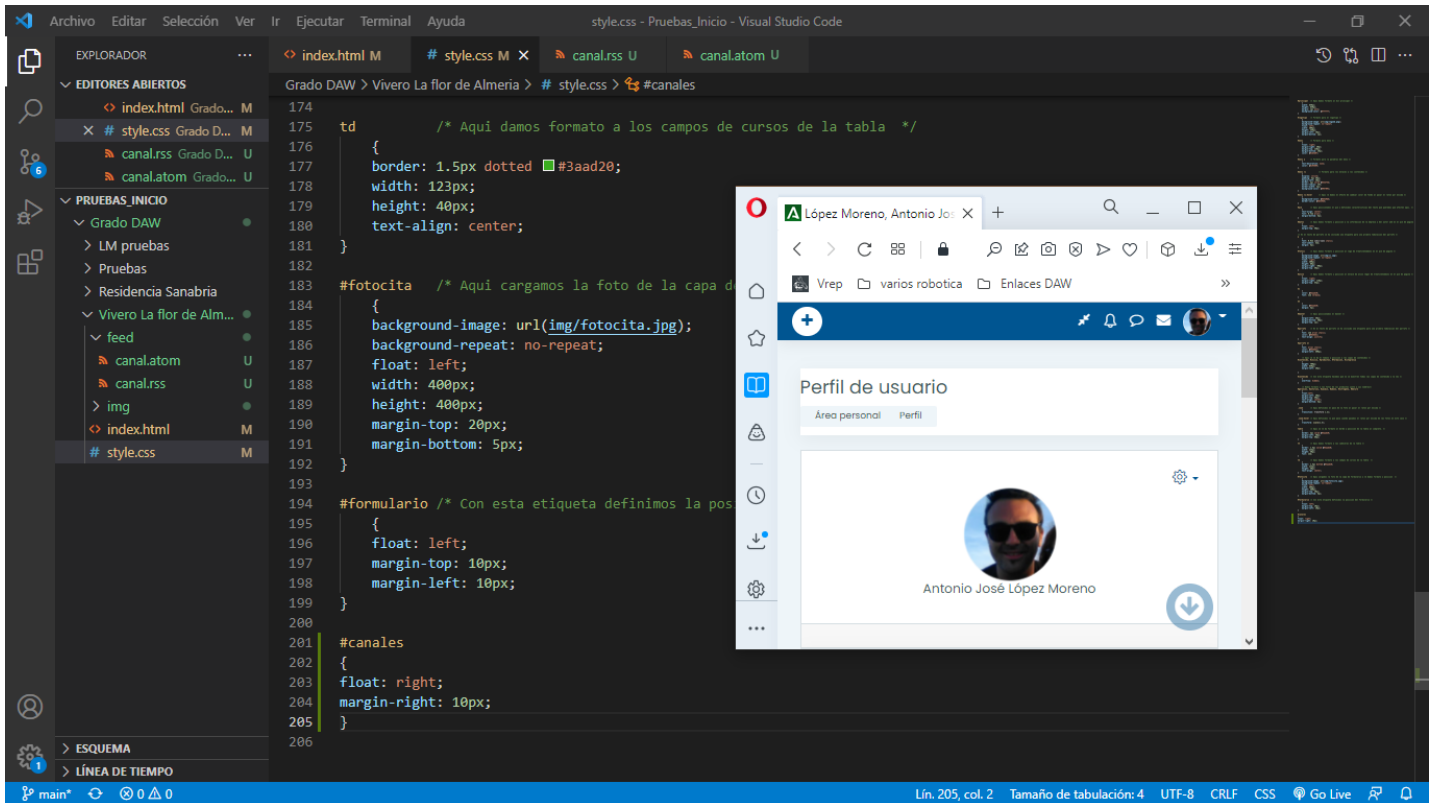 Archivo Editar Selección Ver Ir Ejecutar Terminal Ayuda
style.css - Pruebas_Inicio - Visual Studio Code
EXPLORADOR
EDITORES ABIERTOS
index.html Grado... M
style.css Grado D... M
canal.rss Grado D... U
canal.atom Grado... U
PRUEBAS_INICIO
Grado DAW
LM pruebas
Pruebas
Residencia Sanabria
Vivero La flor de Alm...
feed
canal.atom U
canal.rss U
img
index.html M
style.css M
ESQUEMA
LÍNEA DE TIEMPO
6
1
index.html M
style.css M
canal.rss U
canal.atom U
Grado DAW > Vivero La flor de Almeria > # style.css > #canales
174
175 td /* Aqui damos formato a los campos de cursos de la tabla */
176 {
177 border: 1.5px dotted #3aad20;
178 width: 123px;
179 height: 40px;
180 text-align: center;
181 }
182
183 #fotocita /* Aqui cargamos la foto de la capa d
184 {
185 background-image: url(img/fotocita.jpg);
186 background-repeat: no-repeat;
187 float: left;
188 width: 400px;
189 height: 400px;
190 margin-top: 20px;
191 margin-bottom: 5px;
192 }
193
194 #formulario /* Con esta etiqueta definimos la pos
195 {
196 float: left;
197 margin-top: 10px;
198 margin-left: 10px;
199 }
200
201 #canales
202 {
203 float: right;
204 margin-right: 10px;
205 }
206
López Moreno, Antonio Jos
Vrep varios robotica Enlaces DAW
Perfil de usuario
Área personal Perfil
Antonio José López Moreno
main* 0 0
Lín. 205, col. 2 Tamaño de tabulación: 4 UTF-8 CRLF CSS Go Live